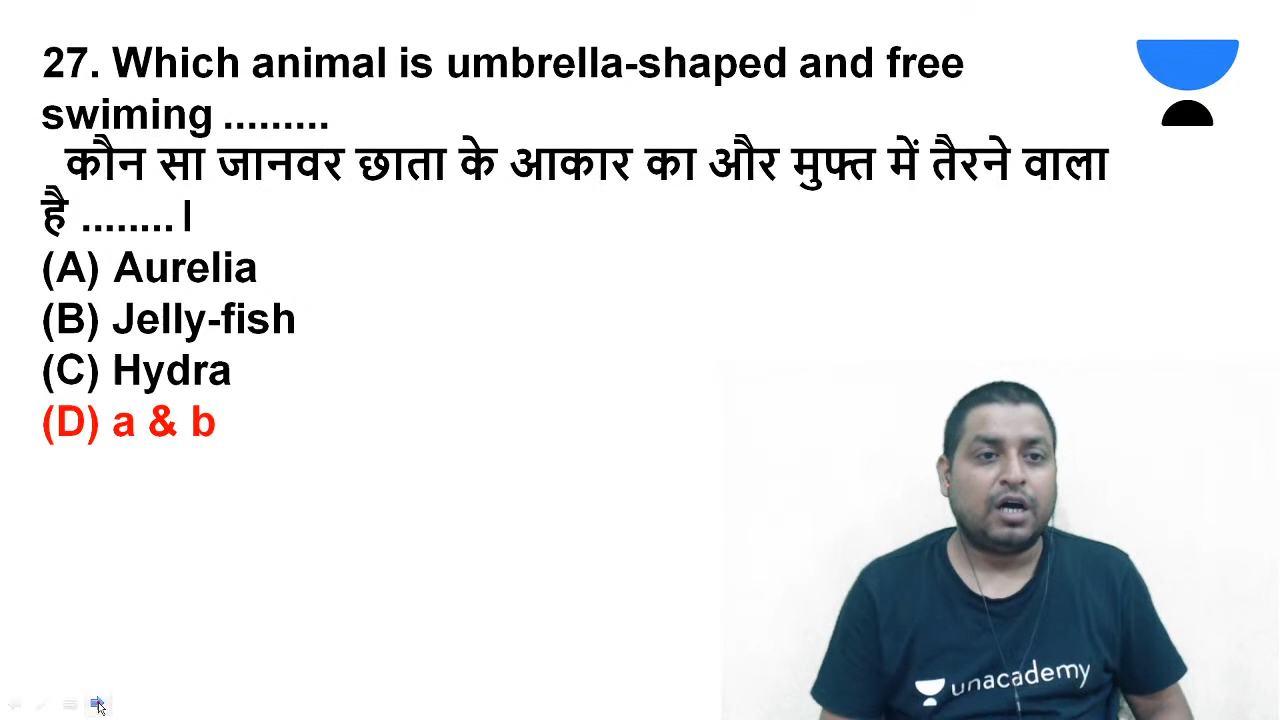 27. Which animal is umbrella-shaped and free
swiming .........
कौन सा जानवर छाता के आकार का और मुफ्त में तैरने वाला
है ........।
(A) Aurelia
(B) Jelly-fish
(C) Hydra
(D) a & b
unacademy